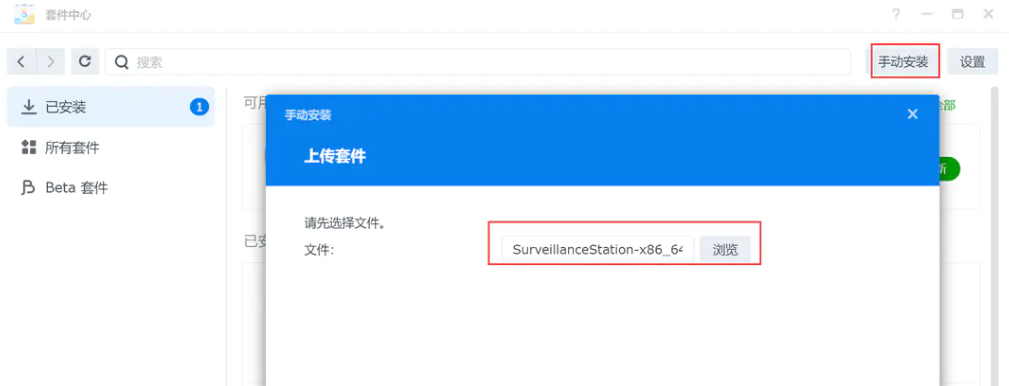 套件中心
搜索
手动安装
设置
已安装
1
所有套件
Beta 套件
可用
全部
手动安装
上传套件
新
请先选择文件。
文件:
SurveillanceStation-x86_64
浏览
已安